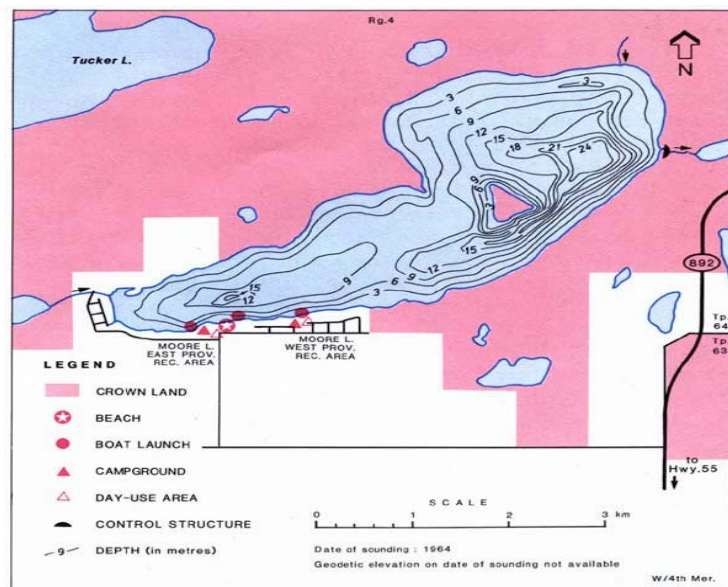 Rg.4
Tucker L.
N
3
3
6
9
12
15
18
21
24
9
6
3
15
12
9
6
3
15
12
9
892
Tp.
64
Tp.
63
MOORE L.
EAST PROV.
REC. AREA
MOORE L.
WEST PROV.
REC. AREA
to
Hwy.55
LEGEND
CROWN LAND
BEACH
BOAT LAUNCH
CAMPGROUND
DAY-USE AREA
CONTROL STRUCTURE
9 DEPTH (in metres)
SCALE
0 1 2 3 km
Date of sounding : 1964
Geodetic elevation on date of sounding not available
W/4th Mer.